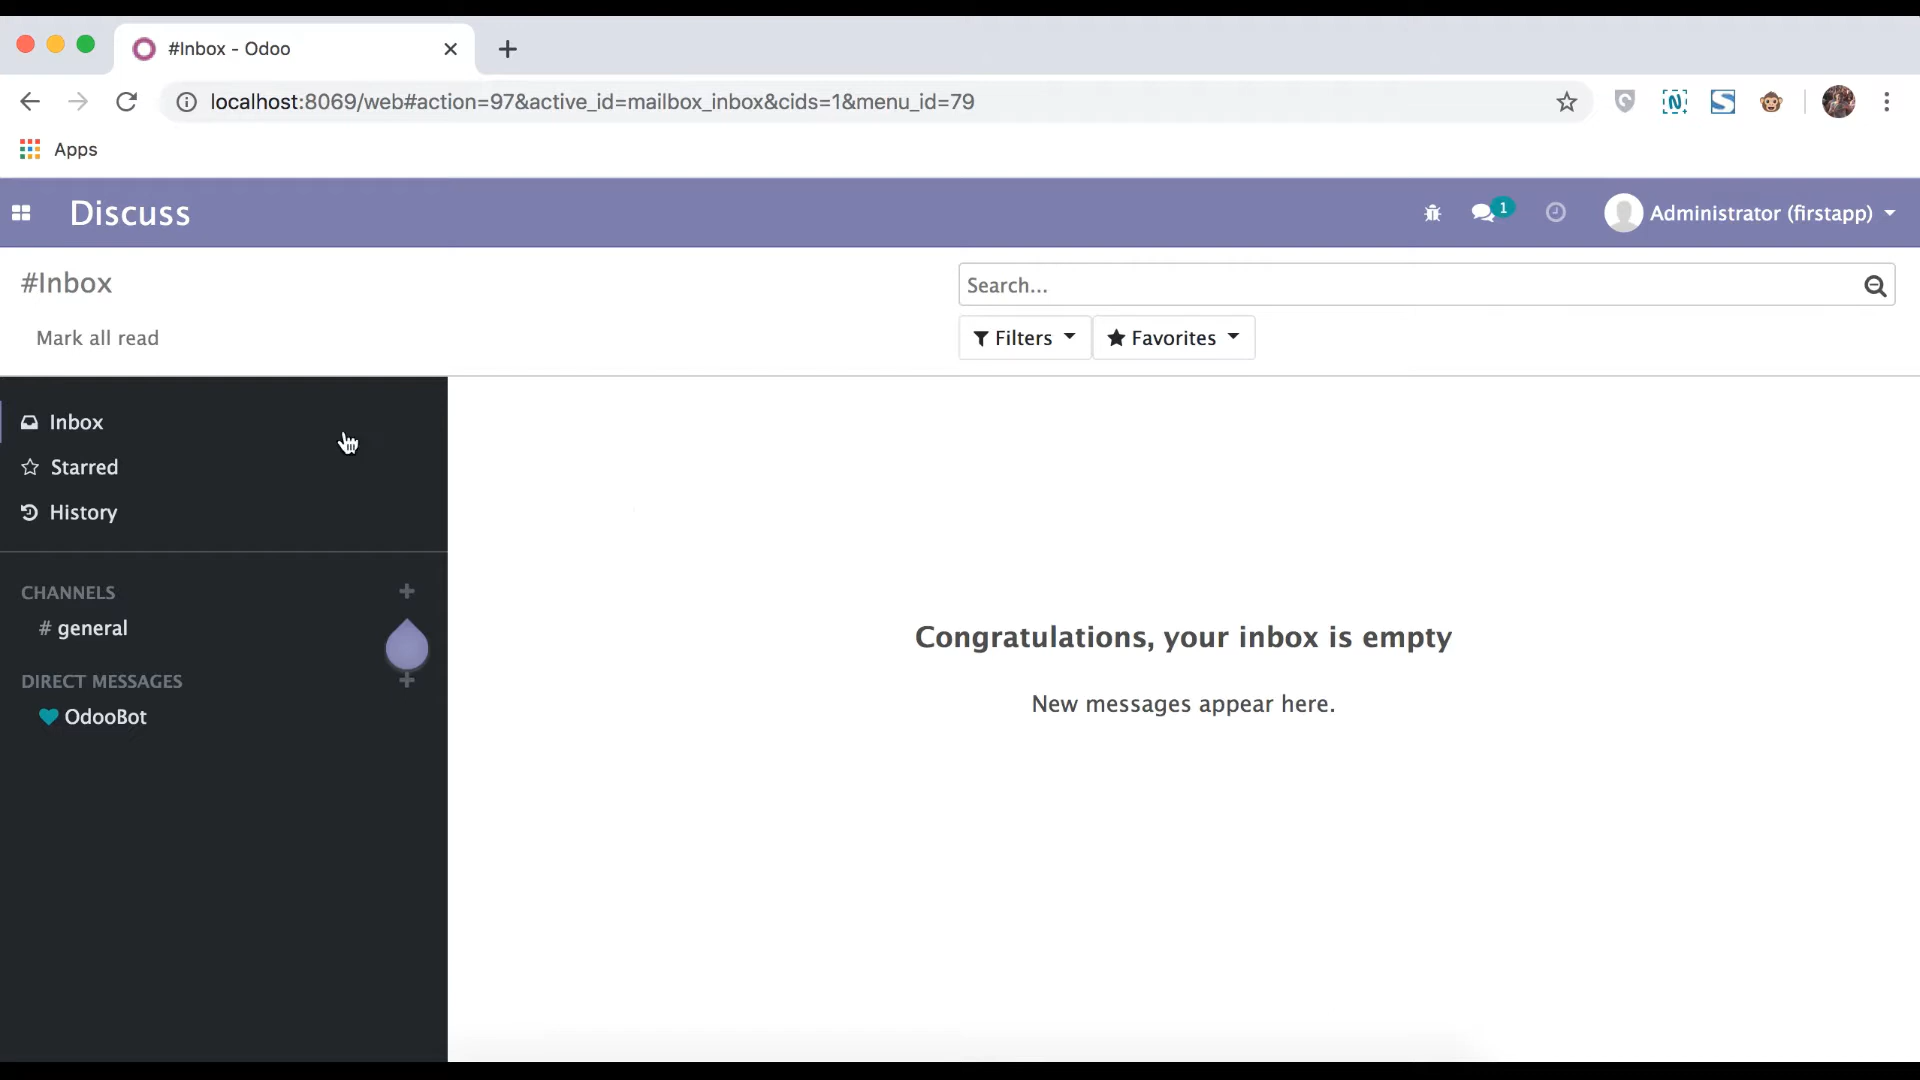 #Inbox - Odoo
localhost:8069/web#action=97&active_id=mailbox_inbox&cids=1&menu_id=79
Apps
Discuss
1
Administrator (firstapp)
#Inbox
Search...
Mark all read
Filters
Favorites
Inbox
Starred
History
CHANNELS
# general
DIRECT MESSAGES
OdooBot
Congratulations, your inbox is empty
New messages appear here.